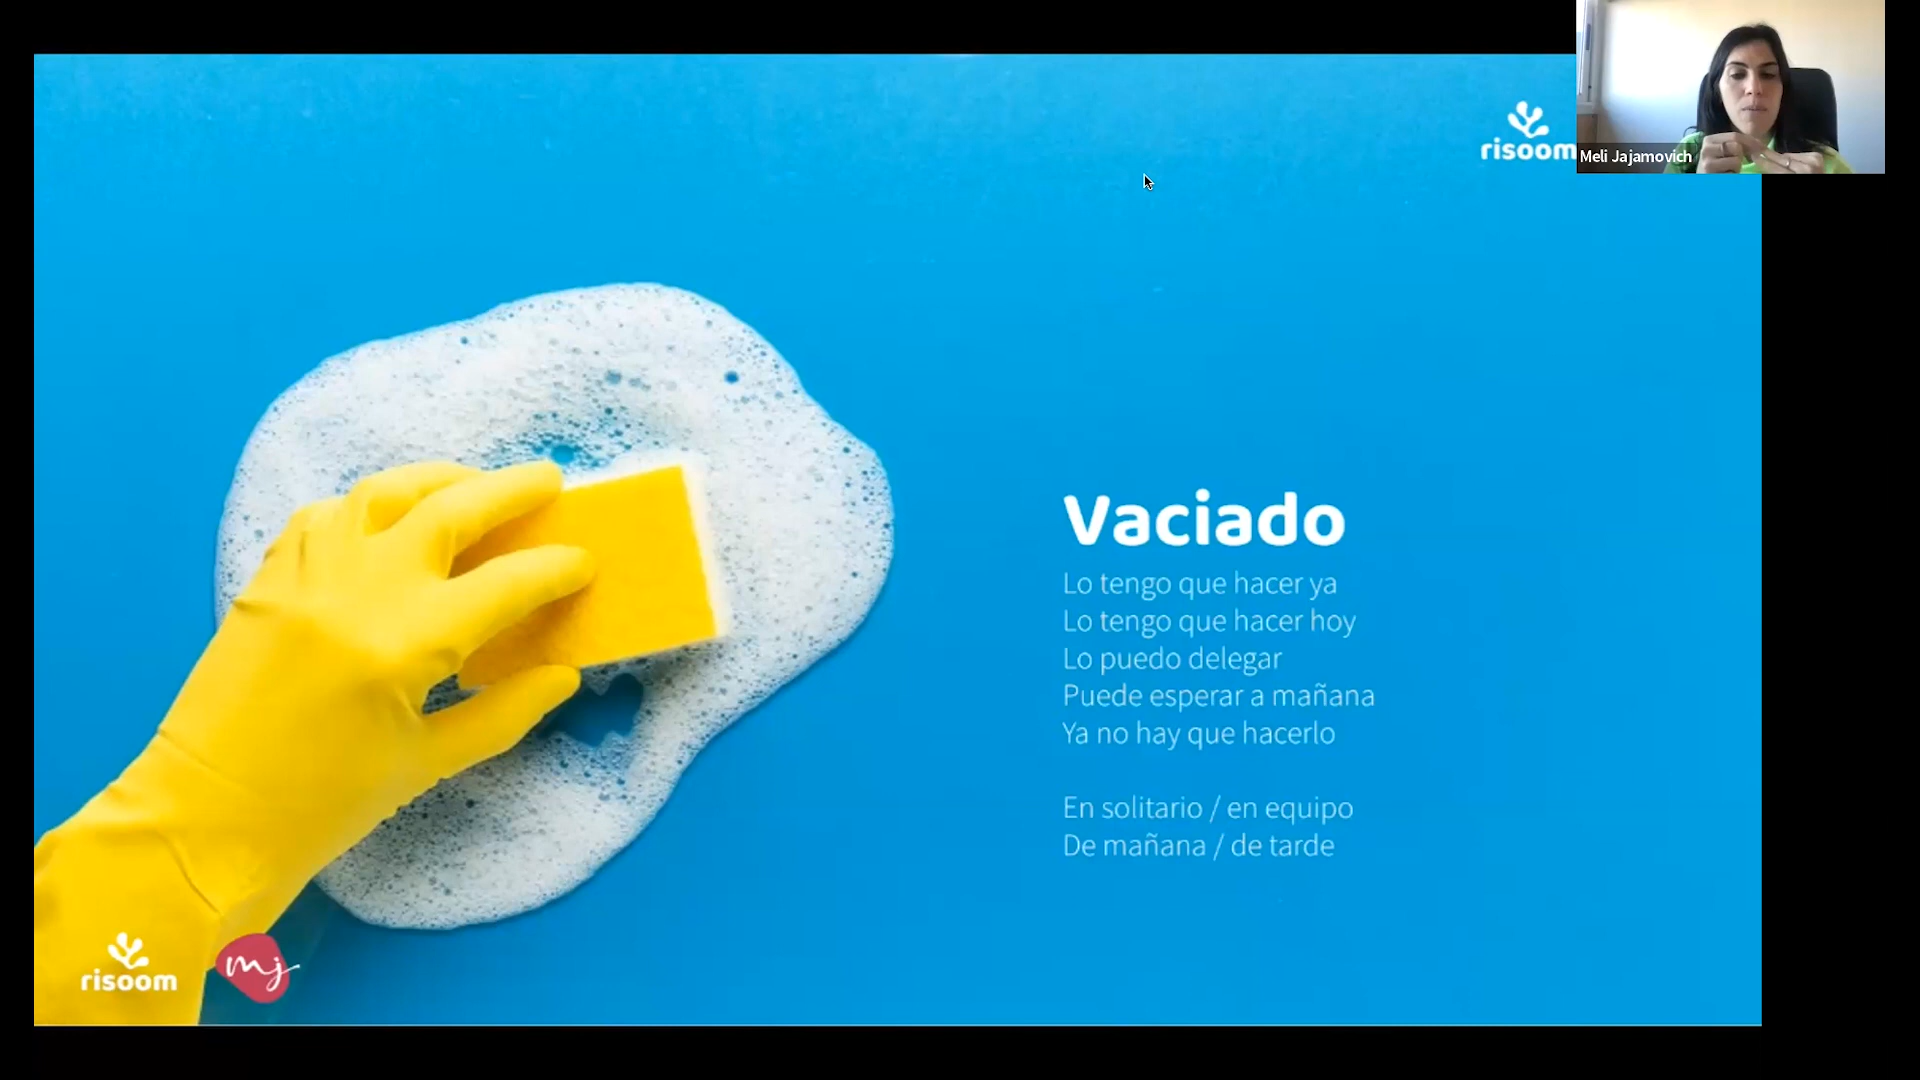 risoom
Meli Jajamovich
Vaciado
Lo tengo que hacer ya
Lo tengo que hacer hoy
Lo puedo delegar
Puede esperar a mañana
Ya no hay que hacerlo
En solitario / en equipo
De mañana / de tarde
risoom
mj